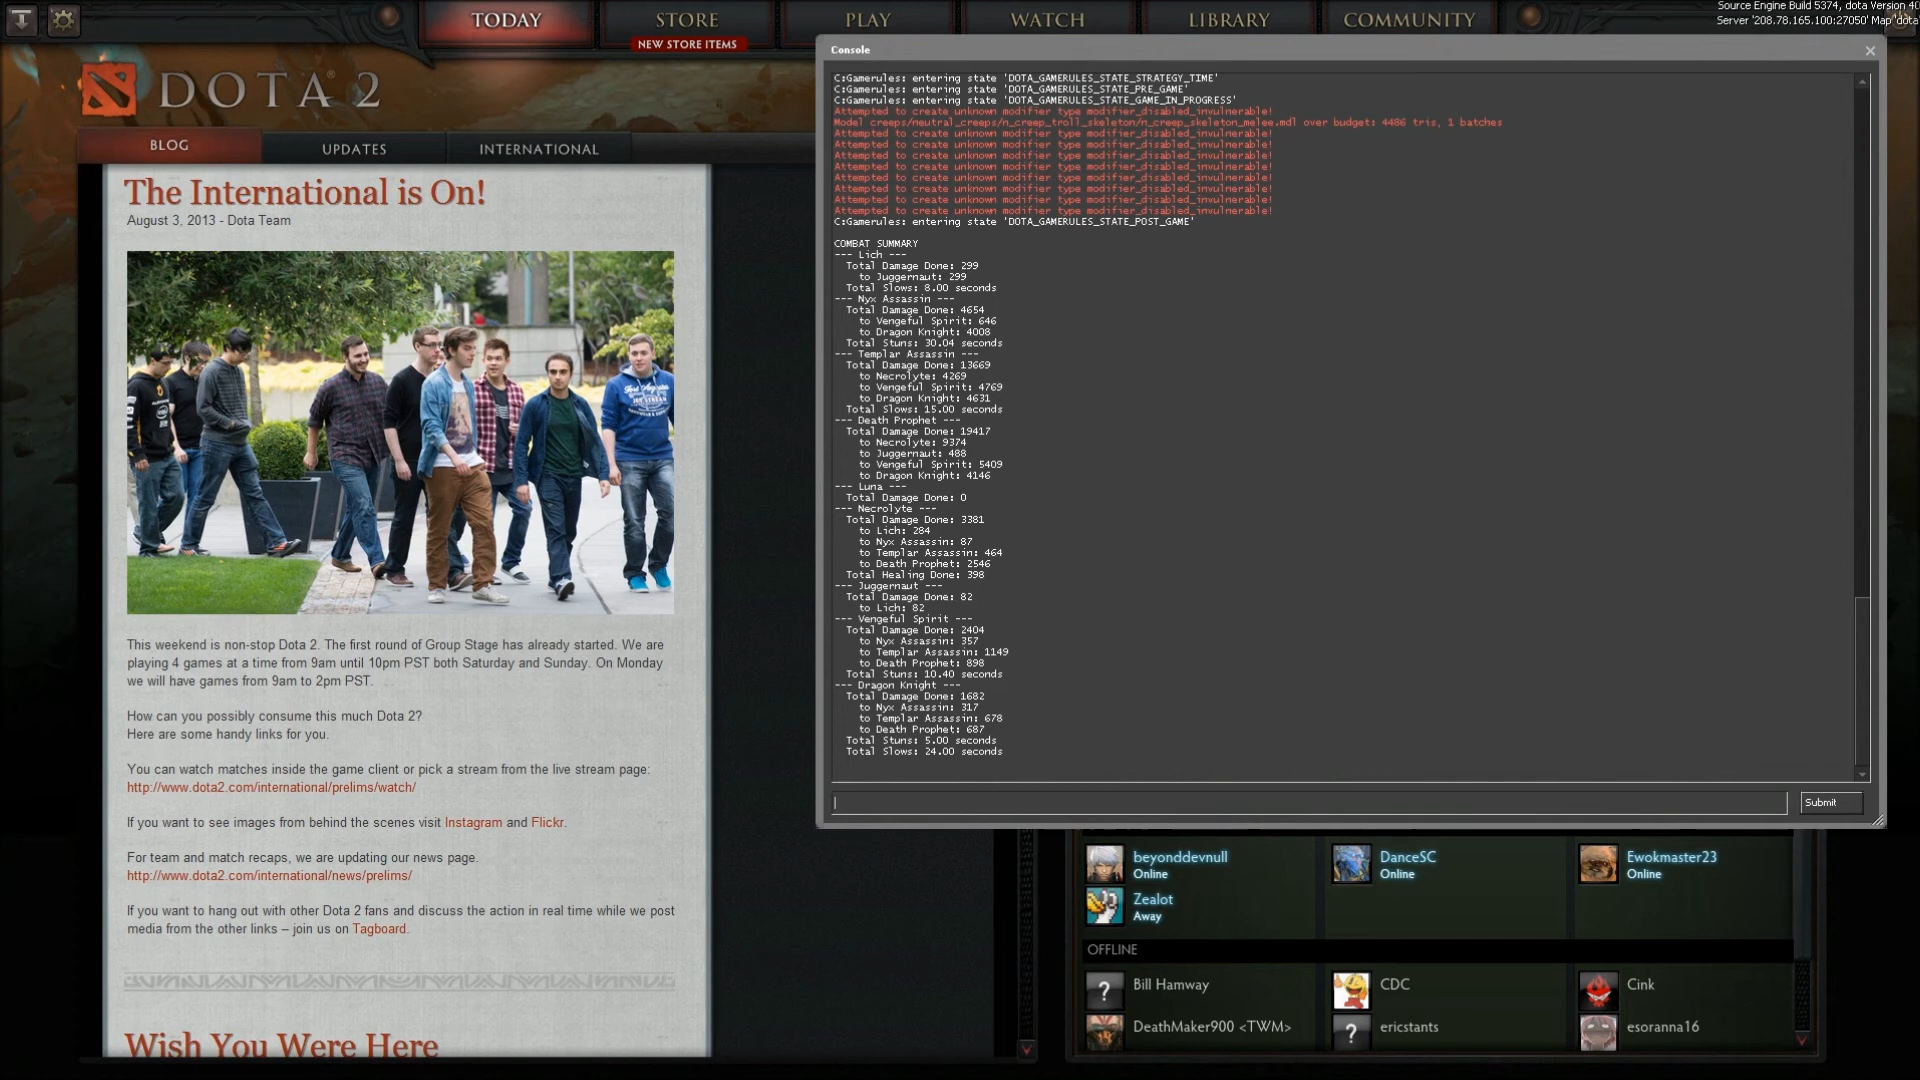 TODAY
STORE
PLAY
WATCH
LIBRARY
COMMUNITY
NEW STORE ITEMS
Source Engine Build 5374, dota Version 40
Server '208.78.165.100:27050' Map 'dota'
DOTA 2
BLOG
UPDATES
INTERNATIONAL
The International is On!
August 3, 2013 - Dota Team
This weekend is non-stop Dota 2. The first round of Group Stage has already started. We are
playing 4 games at a time from 9am until 10pm PST both Saturday and Sunday. On Monday
we will have games from 9am to 2pm PST.
How can you possibly consume this much Dota 2?
Here are some handy links for you.
You can watch matches inside the game client or pick a stream from the live stream page:
http://www.dota2.com/international/prelims/watch/
If you want to see images from behind the scenes visit Instagram and Flickr.
For team and match recaps, we are updating our news page.
http://www.dota2.com/international/news/prelims/
If you want to hang out with other Dota 2 fans and discuss the action in real time while we post
media from the other links – join us on Tagboard.
Wish You Were Here
Console
C:Gamerules: entering state 'DOTA_GAMERULES_STATE_STRATEGY_TIME'
C:Gamerules: entering state 'DOTA_GAMERULES_STATE_PRE_GAME'
C:Gamerules: entering state 'DOTA_GAMERULES_STATE_GAME_IN_PROGRESS'
Attempted to create unknown modifier type modifier_disabled_invulnerable!
Model creeps/neutral_creeps/n_creep_troll_skeleton/n_creep_skeleton_melee.mdl over budget: 4486 tris, 1 batches
Attempted to create unknown modifier type modifier_disabled_invulnerable!
Attempted to create unknown modifier type modifier_disabled_invulnerable!
Attempted to create unknown modifier type modifier_disabled_invulnerable!
Attempted to create unknown modifier type modifier_disabled_invulnerable!
Attempted to create unknown modifier type modifier_disabled_invulnerable!
Attempted to create unknown modifier type modifier_disabled_invulnerable!
Attempted to create unknown modifier type modifier_disabled_invulnerable!
Attempted to create unknown modifier type modifier_disabled_invulnerable!
C:Gamerules: entering state 'DOTA_GAMERULES_STATE_POST_GAME'
COMBAT SUMMARY
--- Lich ---
Total Damage Done: 299
to Juggernaut: 299
Total Slows: 8.00 seconds
--- Nyx Assassin ---
Total Damage Done: 4654
to Vengeful Spirit: 646
to Dragon Knight: 4008
Total Stuns: 30.04 seconds
--- Templar Assassin ---
Total Damage Done: 13669
to Necrolyte: 4269
to Vengeful Spirit: 4769
to Dragon Knight: 4631
Total Slows: 15.00 seconds
--- Death Prophet ---
Total Damage Done: 19417
to Necrolyte: 9374
to Juggernaut: 488
to Vengeful Spirit: 5409
to Dragon Knight: 4146
--- Luna ---
Total Damage Done: 0
--- Necrolyte ---
Total Damage Done: 3381
to Lich: 284
to Nyx Assassin: 87
to Templar Assassin: 464
to Death Prophet: 2546
Total Healing Done: 398
--- Juggernaut ---
Total Damage Done: 82
to Lich: 82
--- Vengeful Spirit ---
Total Damage Done: 2404
to Nyx Assassin: 357
to Templar Assassin: 1149
to Death Prophet: 898
Total Stuns: 10.40 seconds
--- Dragon Knight ---
Total Damage Done: 1682
to Nyx Assassin: 317
to Templar Assassin: 678
to Death Prophet: 687
Total Stuns: 5.00 seconds
Total Slows: 24.00 seconds
Submit
beyonddevnull
Online
DanceSC
Online
Ewokmaster23
Online
Zealot
Away
OFFLINE
Bill Hamway
CDC
Cink
DeathMaker900 <TWM>
ericstants
esoranna16